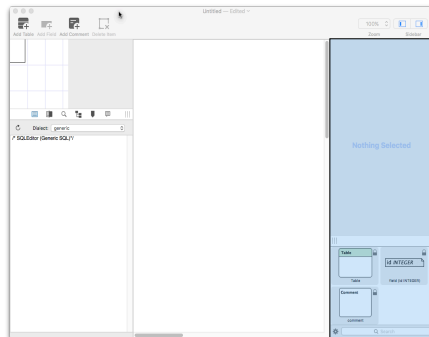 Untitled — Edited
100%
Add Table Add Field Add Comment Delete Item
Zoom Sidebar
Dialect: generic
/* SQLEditor (Generic SQL)*/
Nothing Selected
Table
id INTEGER
Table
Field (id INTEGER)
Comment
comment
Search